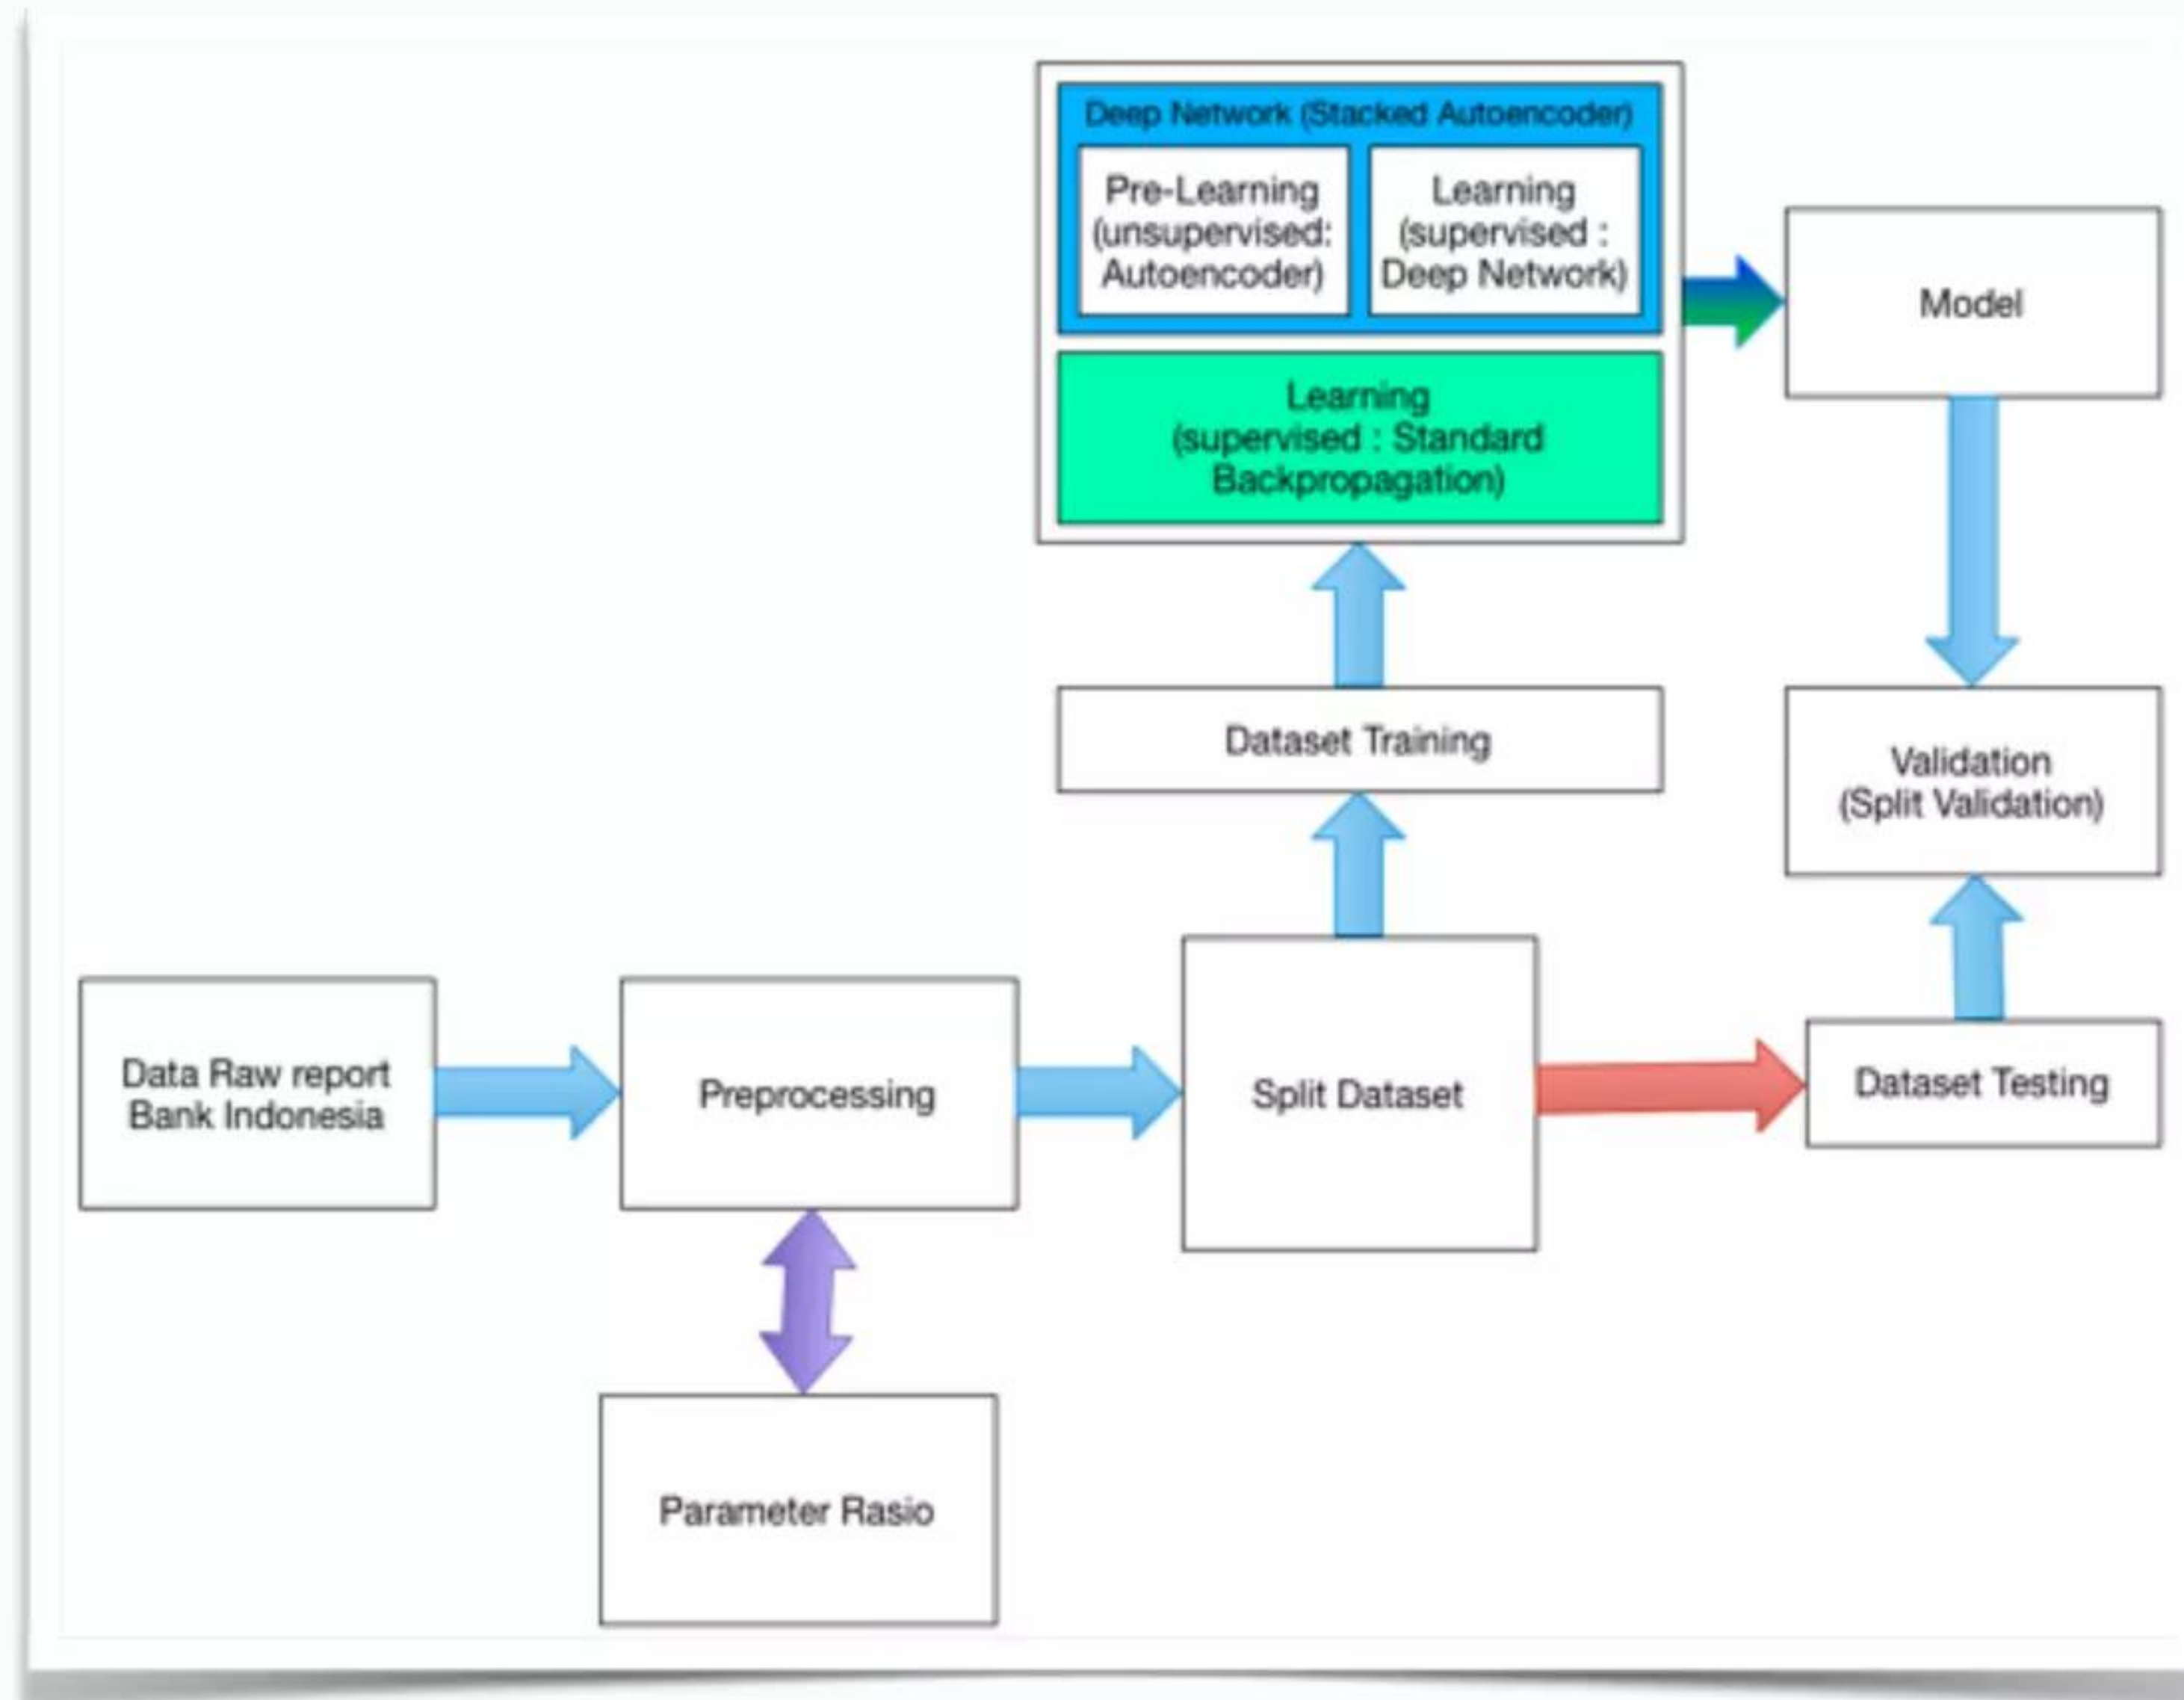 Deep Network (Stacked Autoencoder)
Pre-Learning
(unsupervised:
Autoencoder)
Learning
(supervised :
Deep Network)
Learning
(supervised : Standard
Backpropagation)
Model
Dataset Training
Validation
(Split Validation)
Data Raw report
Bank Indonesia
Preprocessing
Split Dataset
Dataset Testing
Parameter Rasio